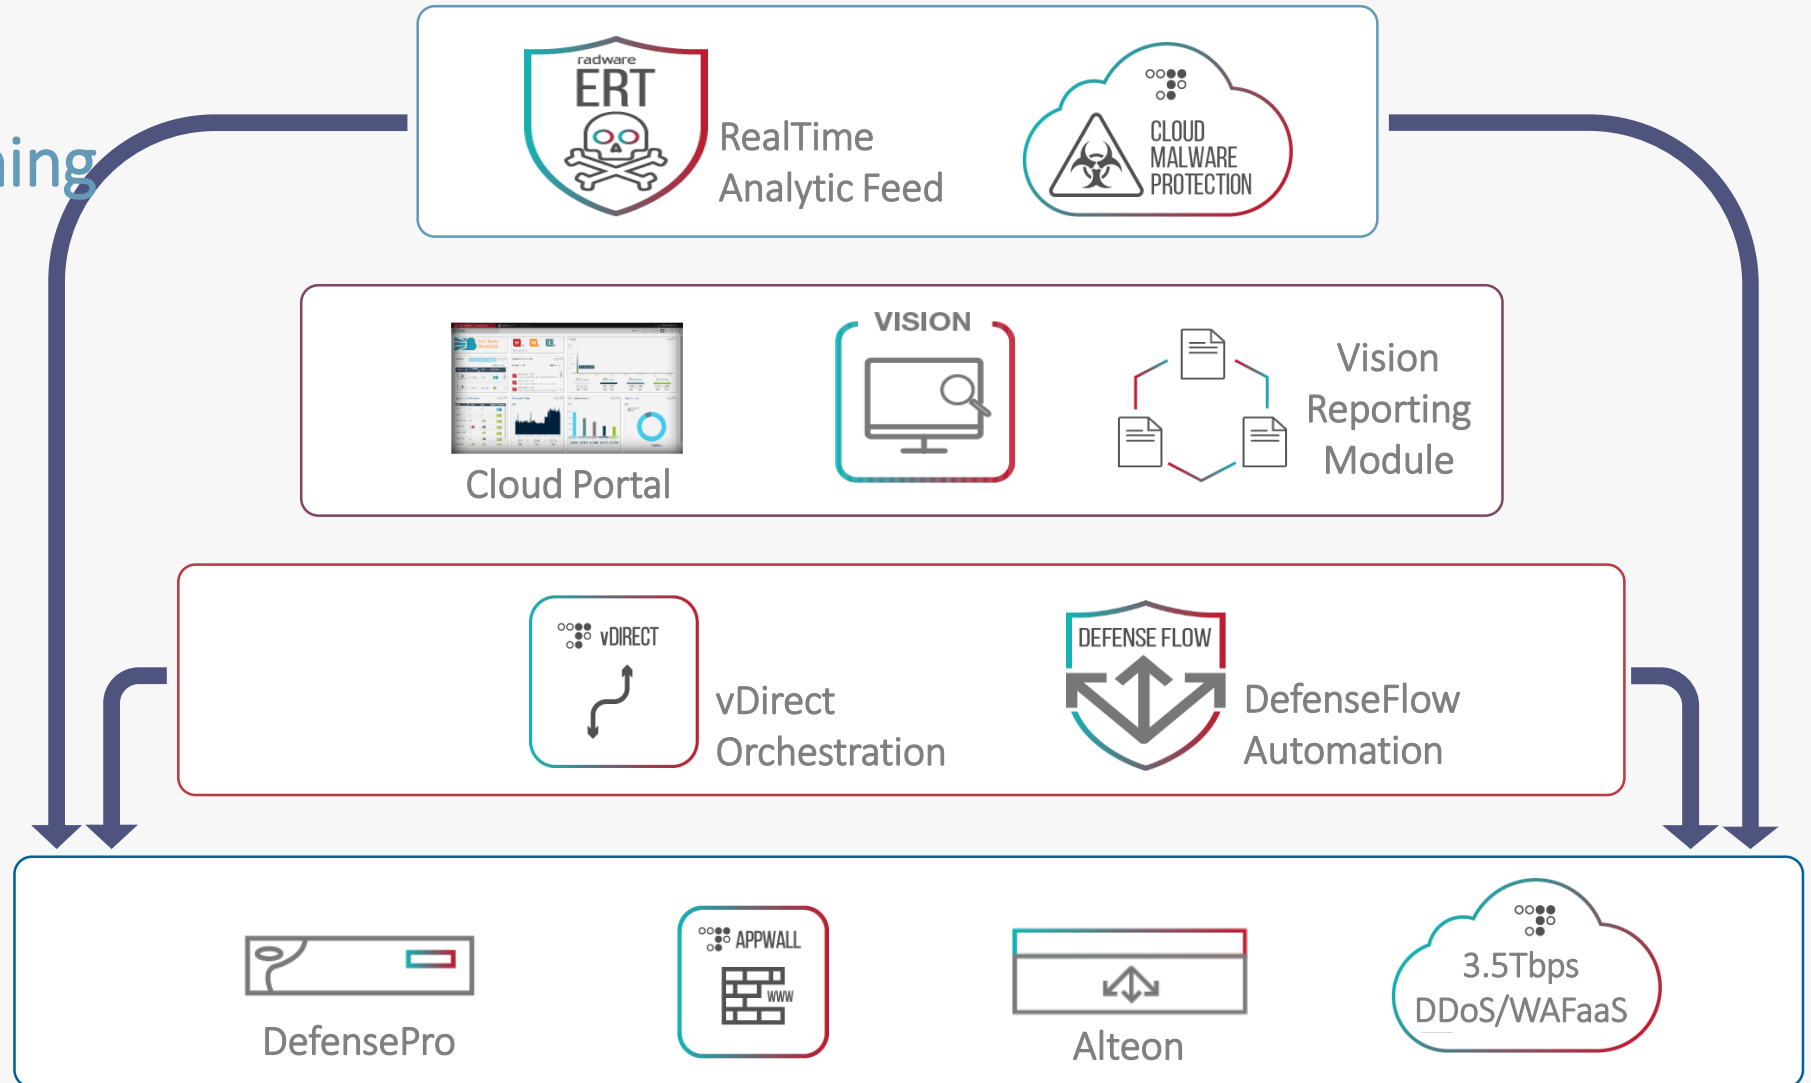 ning
radware
ERT
RealTime
Analytic Feed
CLOUD
MALWARE
PROTECTION
VISION
Cloud Portal
Vision
Reporting
Module
vDIRECT
vDirect
Orchestration
DEFENSE FLOW
DefenseFlow
Automation
DefensePro
APPWALL
WWW
Alteon
3.5Tbps
DDoS/WAFaaS